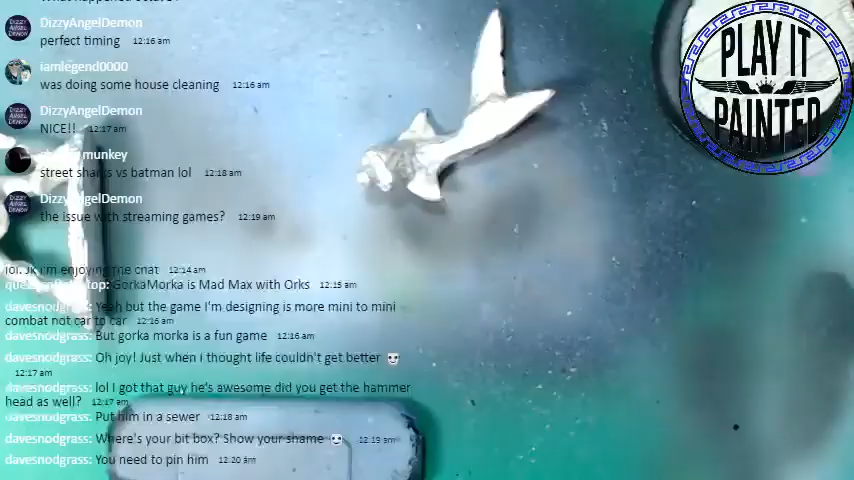 DizzyAngelDemon
perfect timing 12:16 am
iamlegend0000
was doing some house cleaning 12:16 am
DizzyAngelDemon
NICE!! 12:17 am
munkey
street sharks vs batman lol 12:18 am
DizzyAngelDemon
the issue with streaming games? 12:19 am
lol. Jk I'm enjoying the chat 12:14 am
top: GorkaMorka is Mad Max with Orks 12:15 am
davesnodgrass: Yeah but the game I'm designing is more mini to mini
combat not car to car 12:16 am
davesnodgrass: But gorka morka is a fun game 12:16 am
davesnodgrass: Oh joy! Just when i thought life couldn't get better
12:17 am
davesnodgrass: lol I got that guy he's awesome did you get the hammer
head as well? 12:17 am
davesnodgrass: Put him in a sewer 12:18 am
davesnodgrass: Where's your bit box? Show your shame 12:19 am
davesnodgrass: You need to pin him 12:20 am
PLAY IT
PAINTED